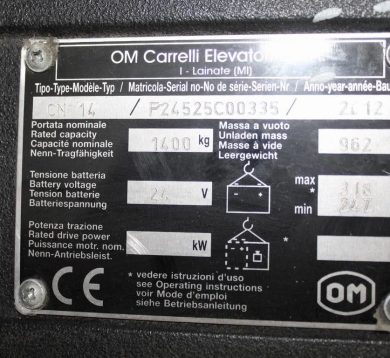 OM Carrelli Elevato
I - Lainate (MI)
Tipo-Type-Modèle-Typ / Matricola-Serial no-No de série-Serien-Nr / Anno-year-année-Bau
CN 14 / F24525C00335 / 2012
Portata nominale
Rated capacity
Capacité nominale
Nenn-Tragfähigkeit
1400 kg
Massa a vuoto
Unladen mass
Masse à vide
Leergewicht
962
Tensione batteria
Battery voltage
Tension batterie
Batteriespannung
24 V
max 318
*
min 247
Potenza trazione
Rated drive power
Puissance motr. nom.
Nenn-Antriebsleist.
kW
*
* vedere istruzioni d'uso
see Operating instructions
voir Mode d'emploi
siehe Betriebsanleitung
CE
OM